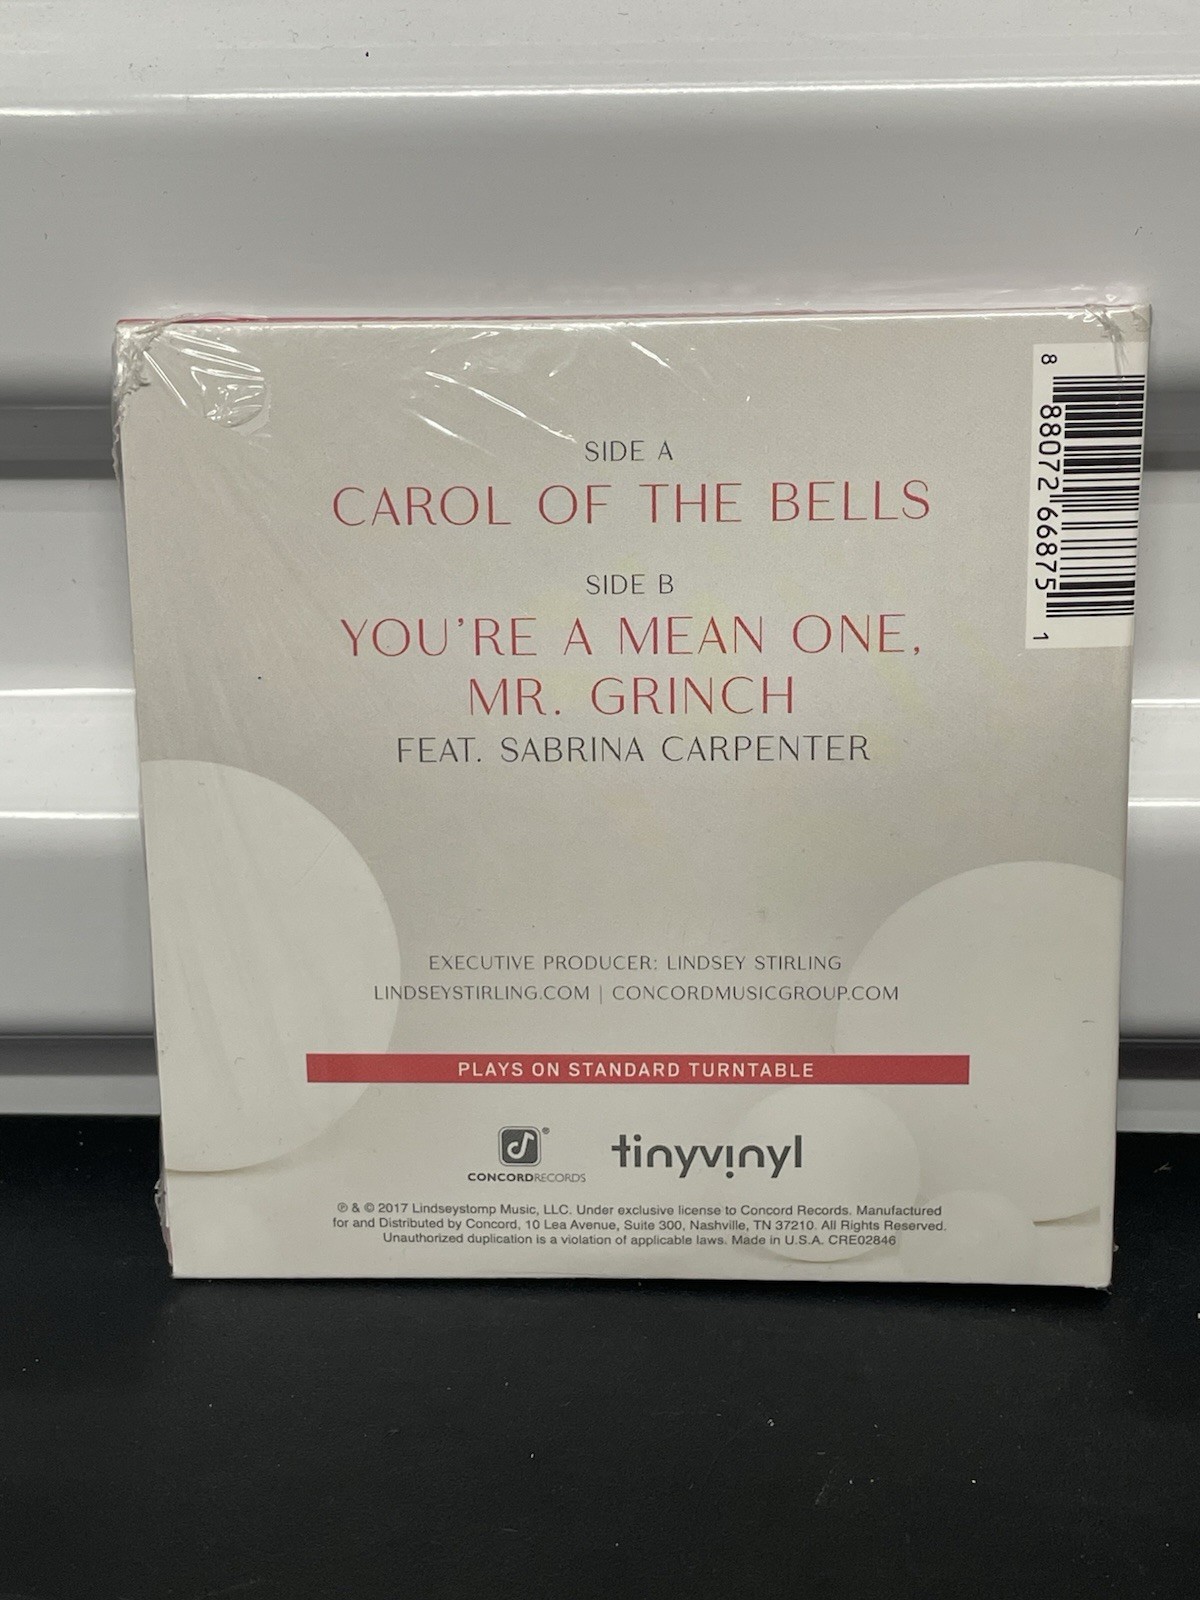 SIDE A
CAROL OF THE BELLS
SIDE B
YOU'RE A MEAN ONE,
MR. GRINCH
FEAT. SABRINA CARPENTER
EXECUTIVE PRODUCER: LINDSEY STIRLING
LINDSEYSTIRLING.COM | CONCORDMUSICGROUP.COM
PLAYS ON STANDARD TURNTABLE
®
CONCORDRECORDS
tinyvinyl
℗ & © 2017 Lindseystomp Music, LLC. Under exclusive license to Concord Records. Manufactured
for and Distributed by Concord, 10 Lea Avenue, Suite 300, Nashville, TN 37210. All Rights Reserved.
Unauthorized duplication is a violation of applicable laws. Made in U.S.A. CRE02846
8 88072 66875 1